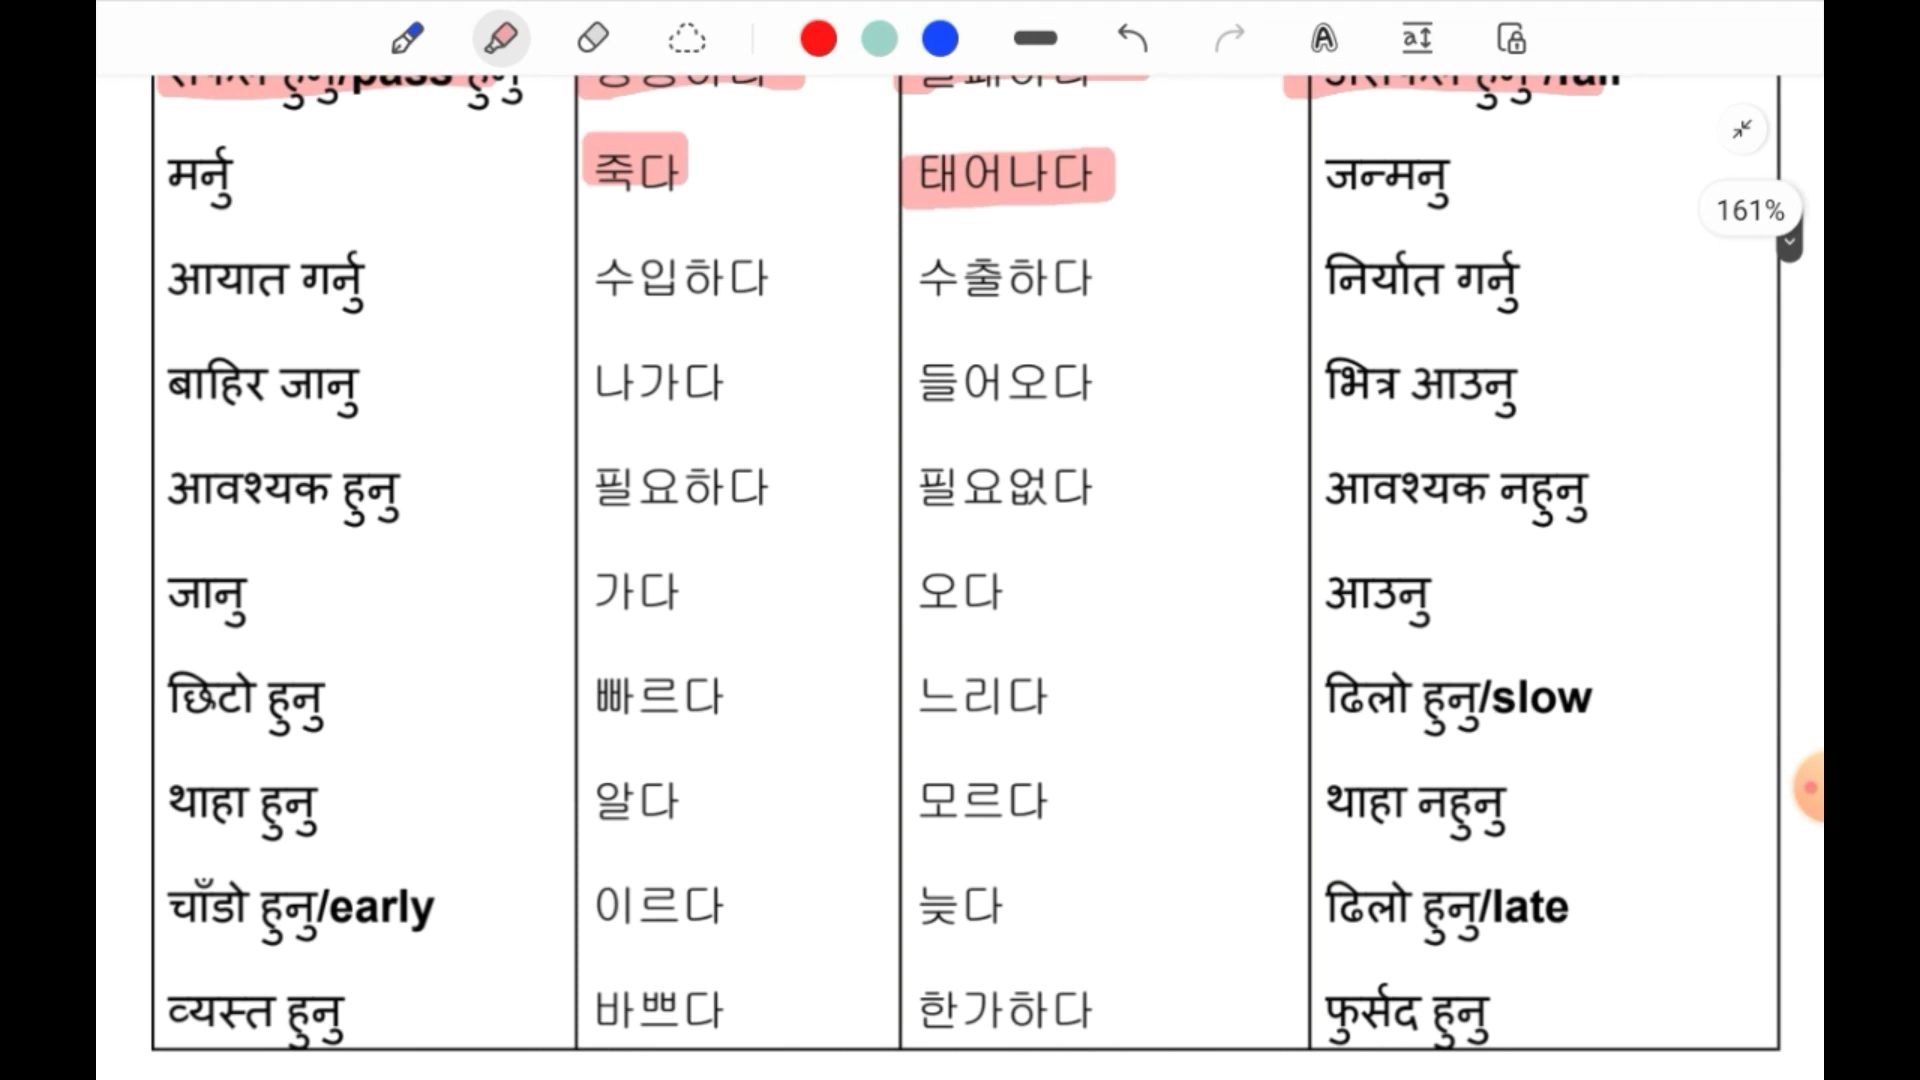 161%
मर्नु 죽다 태어나다 जन्मनु
आयात गर्नु 수입하다 수출하다 निर्यात गर्नु
बाहिर जानु 나가다 들어오다 भित्र आउनु
आवश्यक हुनु 필요하다 필요없다 आवश्यक नहुनु
जानु 가다 오다 आउनु
छिटो हुनु 빠르다 느리다 ढिलो हुनु/slow
थाहा हुनु 알다 모르다 थाहा नहुनु
चाँडो हुनु/early 이르다 늦다 ढिलो हुनु/late
व्यस्त हुनु 바쁘다 한가하다 फुर्सद हुनु